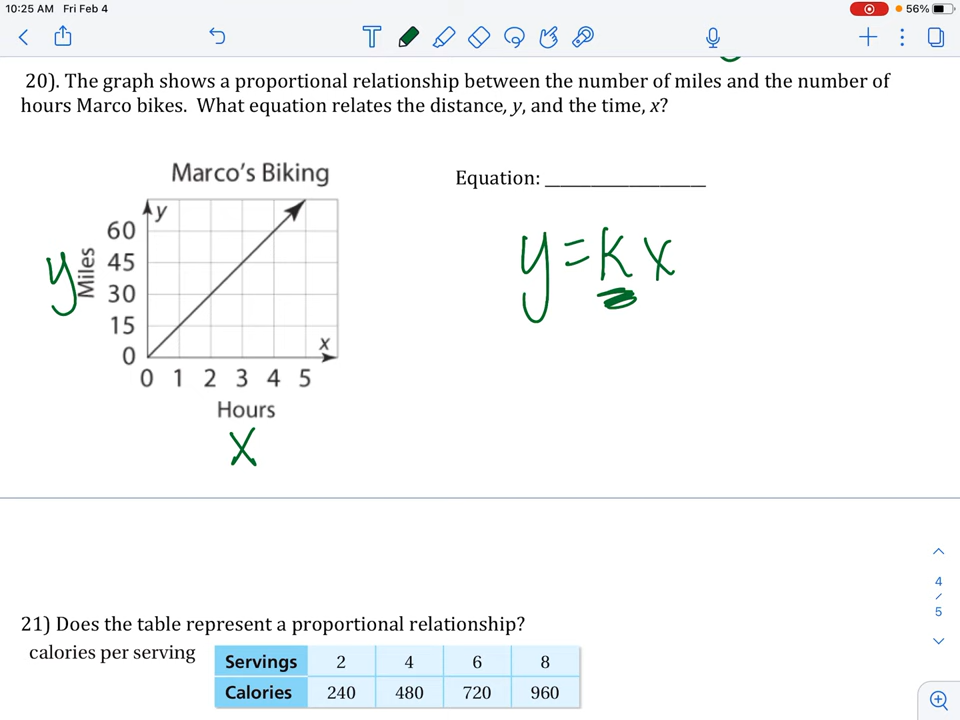 10:25 AM Fri Feb 4
56%
T
20). The graph shows a proportional relationship between the number of miles and the number of
hours Marco bikes. What equation relates the distance, y, and the time, x?
Marco's Biking
Equation: ___________________
y
60
45
30
15
0
Miles
y
x
0 1 2 3 4 5
Hours
x
y = k x
4
/
5
21) Does the table represent a proportional relationship?
calories per serving
Servings 2 4 6 8
Calories 240 480 720 960